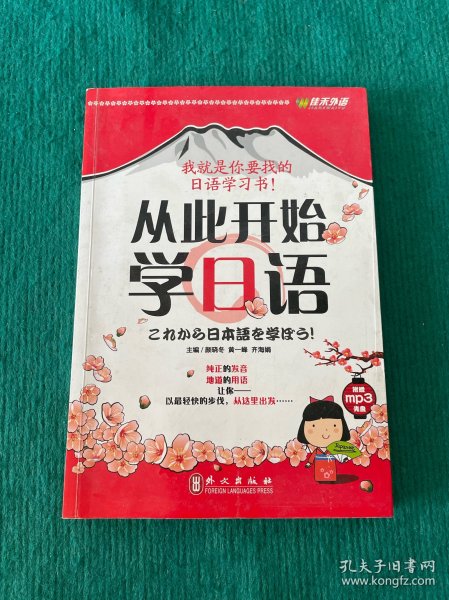 佳禾外语
我就是你要找的
日语学习书!
从此开始
学日语
これから日本語を学ぼう!
主编/颜晓冬 黄一峰 齐海娟
纯正的发音
地道的用语
让你——
以最轻快的步伐，从这里出发……
附赠
mp3
光盘
外文出版社
FOREIGN LANGUAGES PRESS
孔夫子旧书网
www.kongfz.com